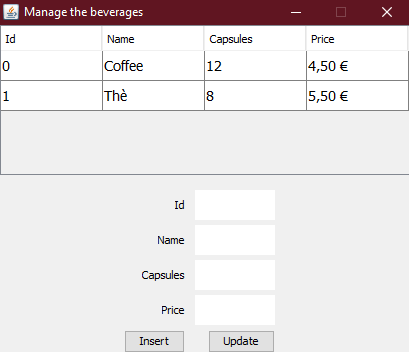 Manage the beverages
Id Name Capsules Price
0 Coffee 12 4,50 €
1 Thè 8 5,50 €
Id
Name
Capsules
Price
Insert Update